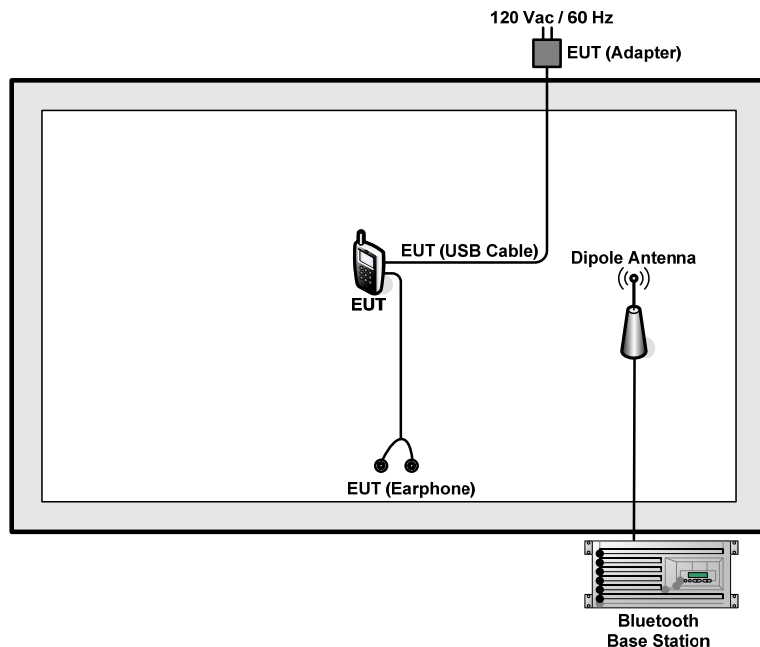 120 Vac / 60 Hz
EUT (Adapter)
EUT (USB Cable)
Dipole Antenna
EUT
EUT (Earphone)
Bluetooth
Base Station